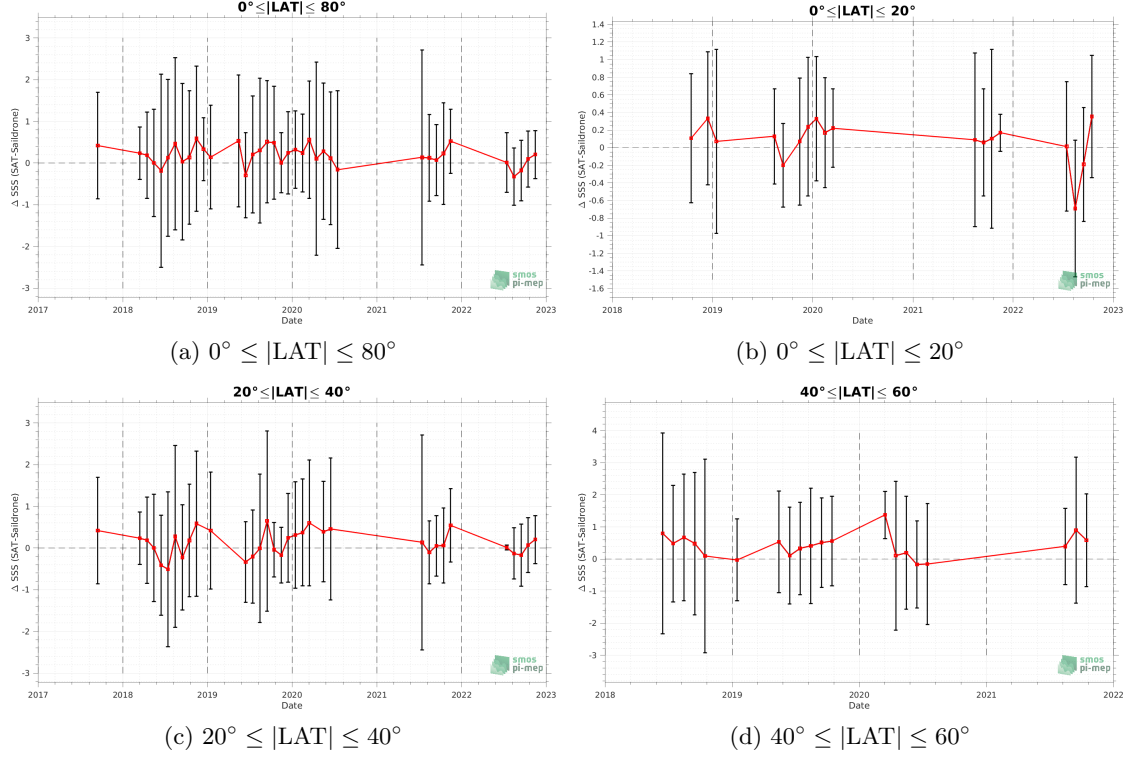 0°≤|LAT|≤ 80°
Δ SSS (SAT-Saildrone)
3
2
1
0
-1
-2
-3
2017 2018 2019 2020 2021 2022 2023
Date
smos
pi-mep
(a) 0° ≤ |LAT| ≤ 80°
0°≤|LAT|≤ 20°
Δ SSS (SAT-Saildrone)
1.4
1.2
1
0.8
0.6
0.4
0.2
0
-0.2
-0.4
-0.6
-0.8
-1
-1.2
-1.4
-1.6
2018 2019 2020 2021 2022 2023
Date
smos
pi-mep
(b) 0° ≤ |LAT| ≤ 20°
20°≤|LAT|≤ 40°
Δ SSS (SAT-Saildrone)
3
2
1
0
-1
-2
-3
2017 2018 2019 2020 2021 2022 2023
Date
smos
pi-mep
(c) 20° ≤ |LAT| ≤ 40°
40°≤|LAT|≤ 60°
Δ SSS (SAT-Saildrone)
4
3
2
1
0
-1
-2
-3
2018 2019 2020 2021 2022
Date
smos
pi-mep
(d) 40° ≤ |LAT| ≤ 60°